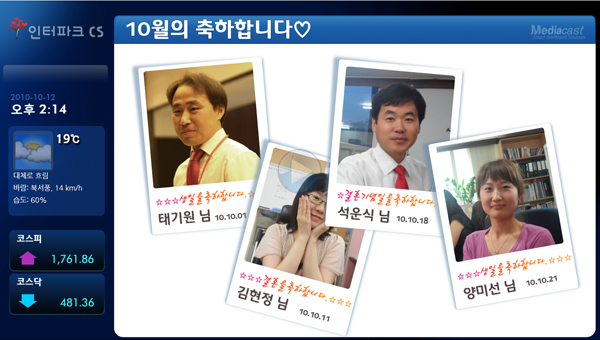 인터파크 CS
10월의 축하합니다♡
Mediacast
2010-10-12
오후 2:14
19℃
대체로 흐림
바람: 북서풍, 14 km/h
습도: 60%
코스피
1,761.86
코스닥
481.36
☆☆☆생일을축하합니다.☆
태기원 님 10.10.01
☆☆☆결혼을축하합니다.☆☆☆
김현정 님 10.10.11
☆결혼기념일을축하합니다.
석운식 님 10.10.18
☆☆☆생일을축하합니다.☆☆☆
양미선 님 10.10.21